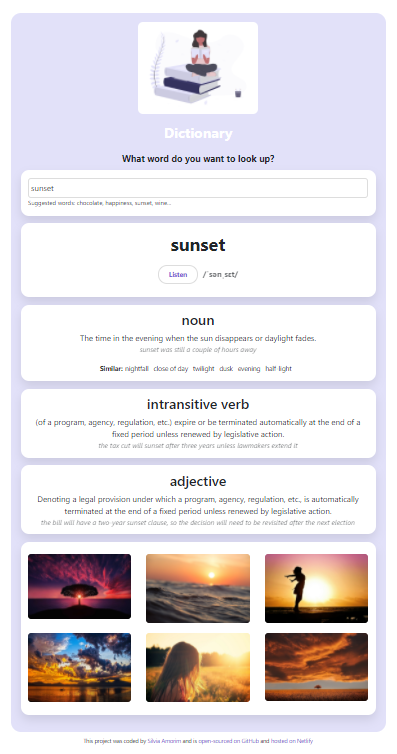 Dictionary
What word do you want to look up?
sunset
Suggested words: chocolate, happiness, sunset, wine...
sunset
Listen /ˈsənˌsɛt/
noun
The time in the evening when the sun disappears or daylight fades.
sunset was still a couple of hours away
Similar: nightfall close of day twilight dusk evening half-light
intransitive verb
(of a program, agency, regulation, etc.) expire or be terminated automatically at the end of a
fixed period unless renewed by legislative action.
the tax cut will sunset after three years unless lawmakers extend it
adjective
Denoting a legal provision under which a program, agency, regulation, etc., is automatically
terminated at the end of a fixed period unless renewed by legislative action.
the bill will have a two-year sunset clause, so the decision will need to be revisited after the next election
This project was coded by Silvia Amorim and is open-sourced on GitHub and hosted on Netlify